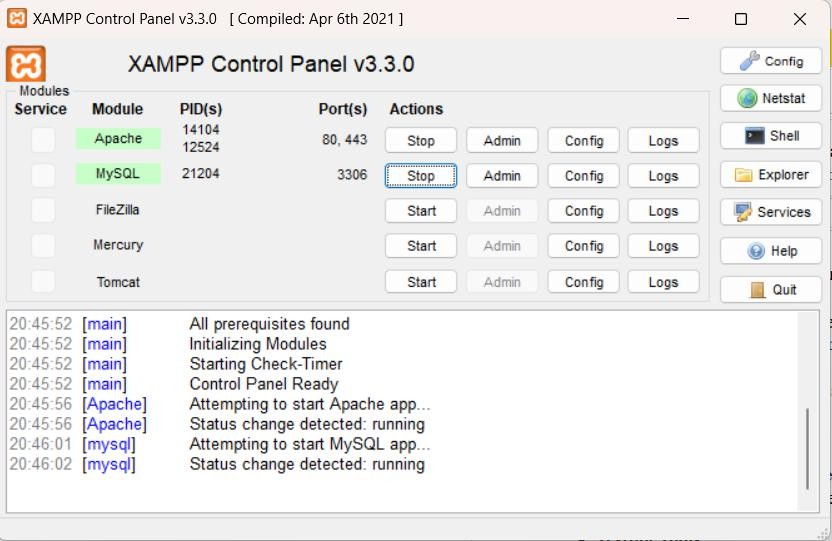 XAMPP Control Panel v3.3.0 [ Compiled: Apr 6th 2021 ]
XAMPP Control Panel v3.3.0
Modules
Service Module PID(s) Port(s) Actions
Apache 14104 12524 80, 443 Stop Admin Config Logs
MySQL 21204 3306 Stop Admin Config Logs
FileZilla Start Admin Config Logs
Mercury Start Admin Config Logs
Tomcat Start Admin Config Logs
Config
Netstat
Shell
Explorer
Services
Help
Quit
20:45:52 [main] All prerequisites found
20:45:52 [main] Initializing Modules
20:45:52 [main] Starting Check-Timer
20:45:52 [main] Control Panel Ready
20:45:56 [Apache] Attempting to start Apache app...
20:45:56 [Apache] Status change detected: running
20:46:01 [mysql] Attempting to start MySQL app...
20:46:02 [mysql] Status change detected: running